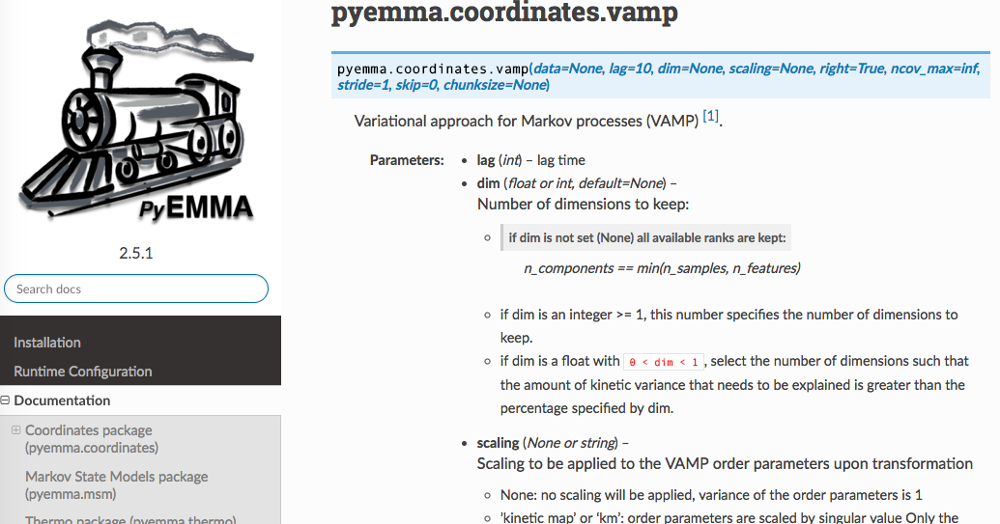 PyEMMA
2.5.1
Search docs
Installation
Runtime Configuration
Documentation
Coordinates package
(pyemma.coordinates)
Markov State Models package
(pyemma.msm)
Thermo package (pyemma.thermo)
pyemma.coordinates.vamp
pyemma.coordinates.vamp(data=None, lag=10, dim=None, scaling=None, right=True, ncov_max=inf,
stride=1, skip=0, chunksize=None)
Variational approach for Markov processes (VAMP) [1].
Parameters: • lag (int) – lag time
• dim (float or int, default=None) –
Number of dimensions to keep:
if dim is not set (None) all available ranks are kept:
n_components == min(n_samples, n_features)
if dim is an integer >= 1, this number specifies the number of dimensions to
keep.
if dim is a float with 0 < dim < 1 , select the number of dimensions such that
the amount of kinetic variance that needs to be explained is greater than the
percentage specified by dim.
• scaling (None or string) –
Scaling to be applied to the VAMP order parameters upon transformation
None: no scaling will be applied, variance of the order parameters is 1
'kinetic map' or 'km': order parameters are scaled by singular value Only the